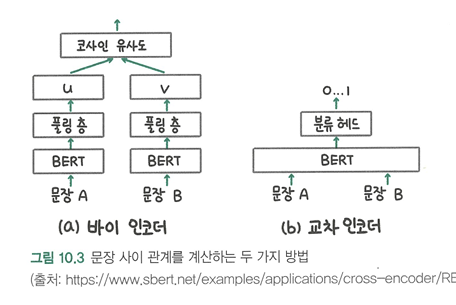 코사인 유사도
u
v
풀링 층
풀링 층
BERT
BERT
문장 A
문장 B
(a) 바이 인코더
0...1
분류 헤드
BERT
문장 A
문장 B
(b) 교차 인코더
그림 10.3 문장 사이 관계를 계산하는 두 가지 방법
(출처: https://www.sbert.net/examples/applications/cross-encoder/RE